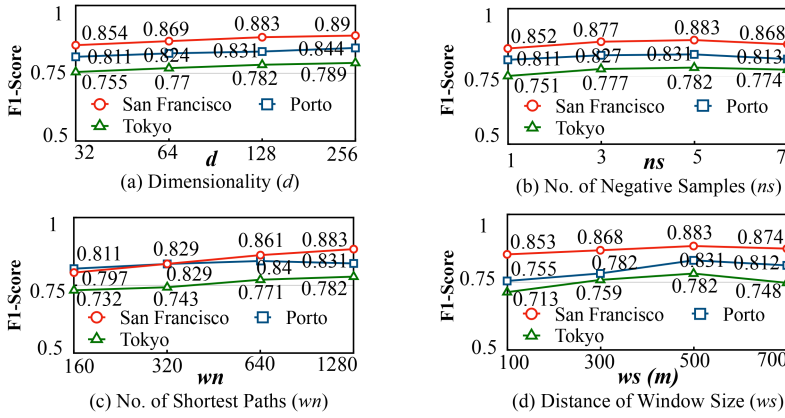 1
0.854 0.869 0.883 0.89
0.811 0.824 0.831 0.844
0.75
0.755 0.77 0.782 0.789
F1-Score
San Francisco Porto
Tokyo
0.5
32 64 128 256
d
(a) Dimensionality (d)
1
0.852 0.877 0.883 0.868
0.811 0.827 0.831 0.813
0.75
0.751 0.777 0.782 0.774
F1-Score
San Francisco Porto
Tokyo
0.5
1 3 5 7
ns
(b) No. of Negative Samples (ns)
1
0.811 0.829 0.861 0.883
0.797 0.829 0.84 0.831
0.75
0.732 0.743 0.771 0.782
F1-Score
San Francisco Porto
Tokyo
0.5
160 320 640 1280
wn
(c) No. of Shortest Paths (wn)
1
0.853 0.868 0.883 0.874
0.755 0.782 0.831 0.812
0.75
0.713 0.759 0.782 0.748
F1-Score
San Francisco Porto
Tokyo
0.5
100 300 500 700
ws (m)
(d) Distance of Window Size (ws)